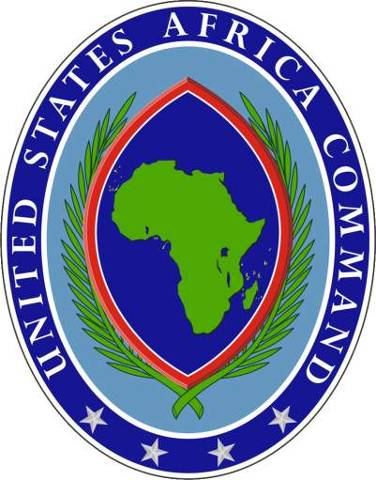 UNITED STATES AFRICA COMMAND